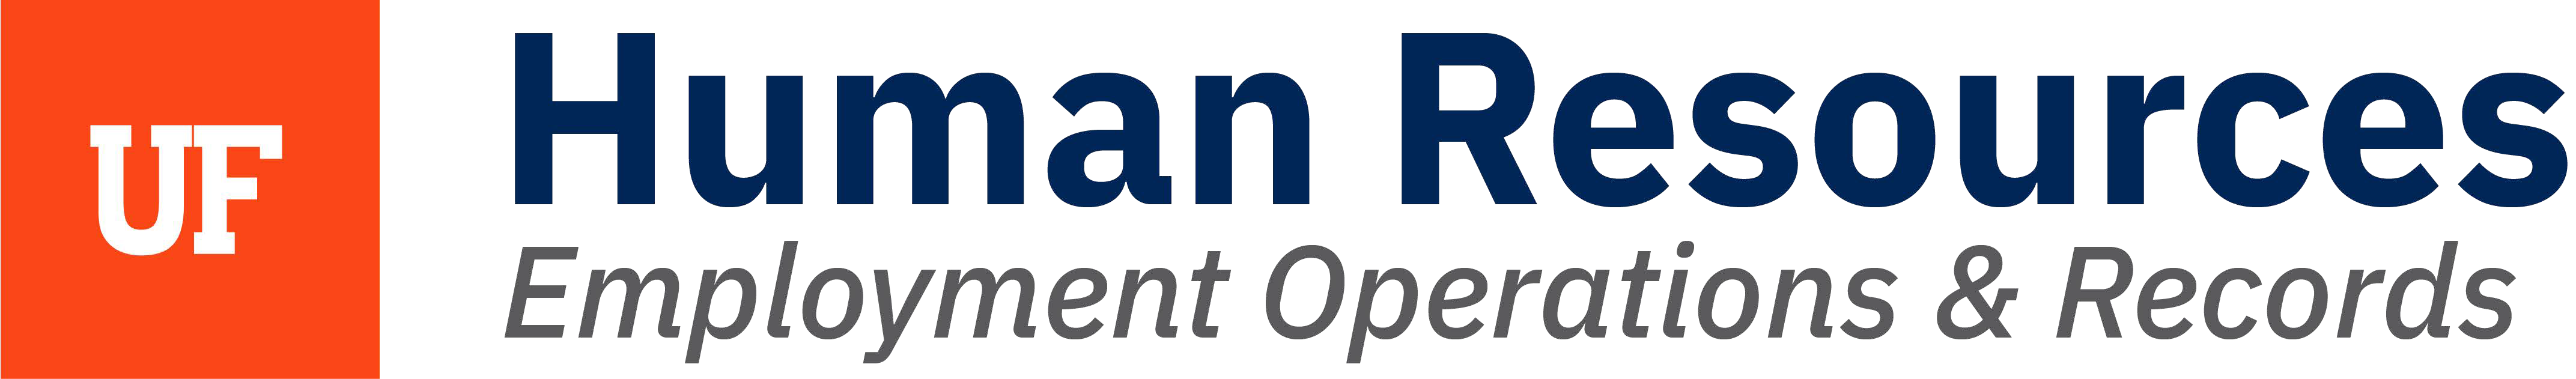 UF
Human Resources
Employment Operations & Records